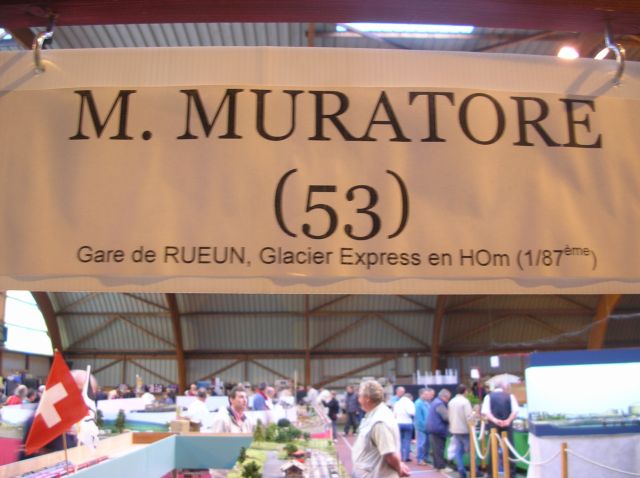 M. MURATORE
(53)
Gare de RUEUN, Glacier Express en HOm (1/87ème)